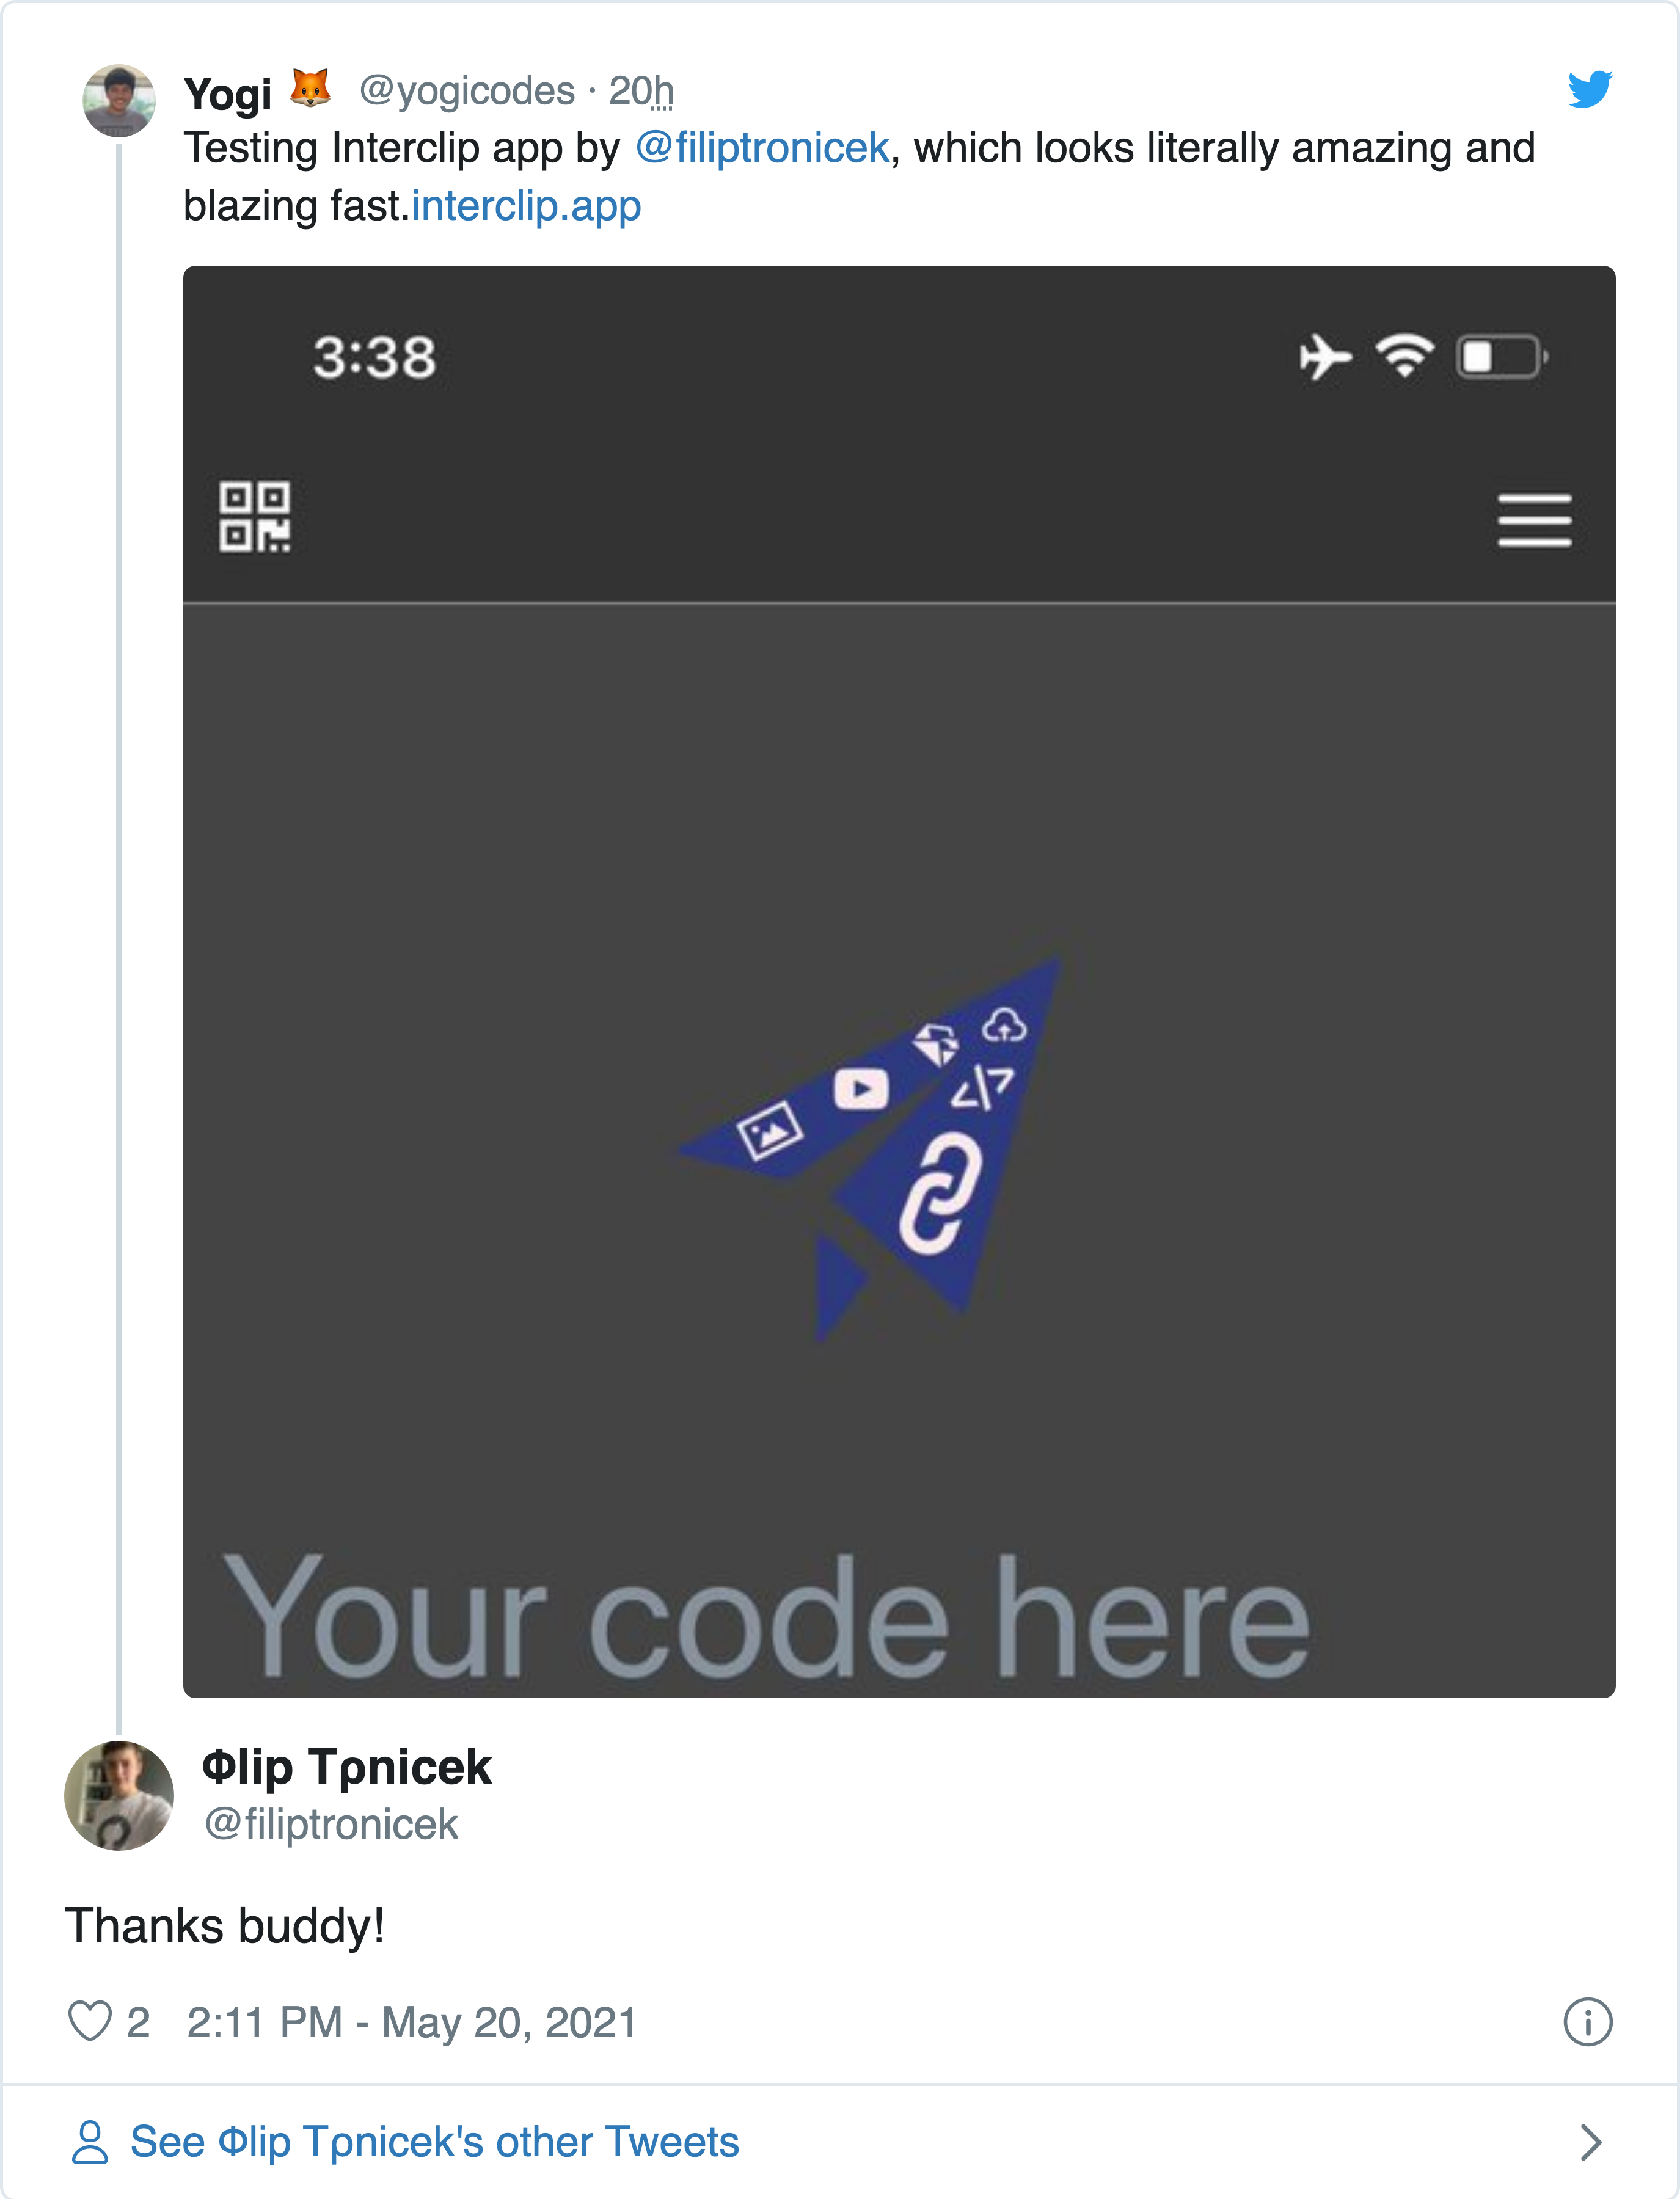 Yogi 🦊 @yogicodes · 20h
Testing Interclip app by @filiptronicek, which looks literally amazing and
blazing fast.interclip.app
3:38
</>
Your code here
Φlip Tρnicek
@filiptronicek
Thanks buddy!
2 2:11 PM - May 20, 2021
See Φlip Tρnicek's other Tweets